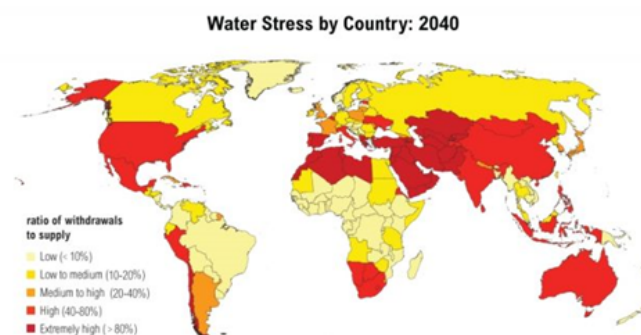 Water Stress by Country: 2040
ratio of withdrawals
to supply
Low (< 10%)
Low to medium (10-20%)
Medium to high (20-40%)
High (40-80%)
Extremely high (> 80%)